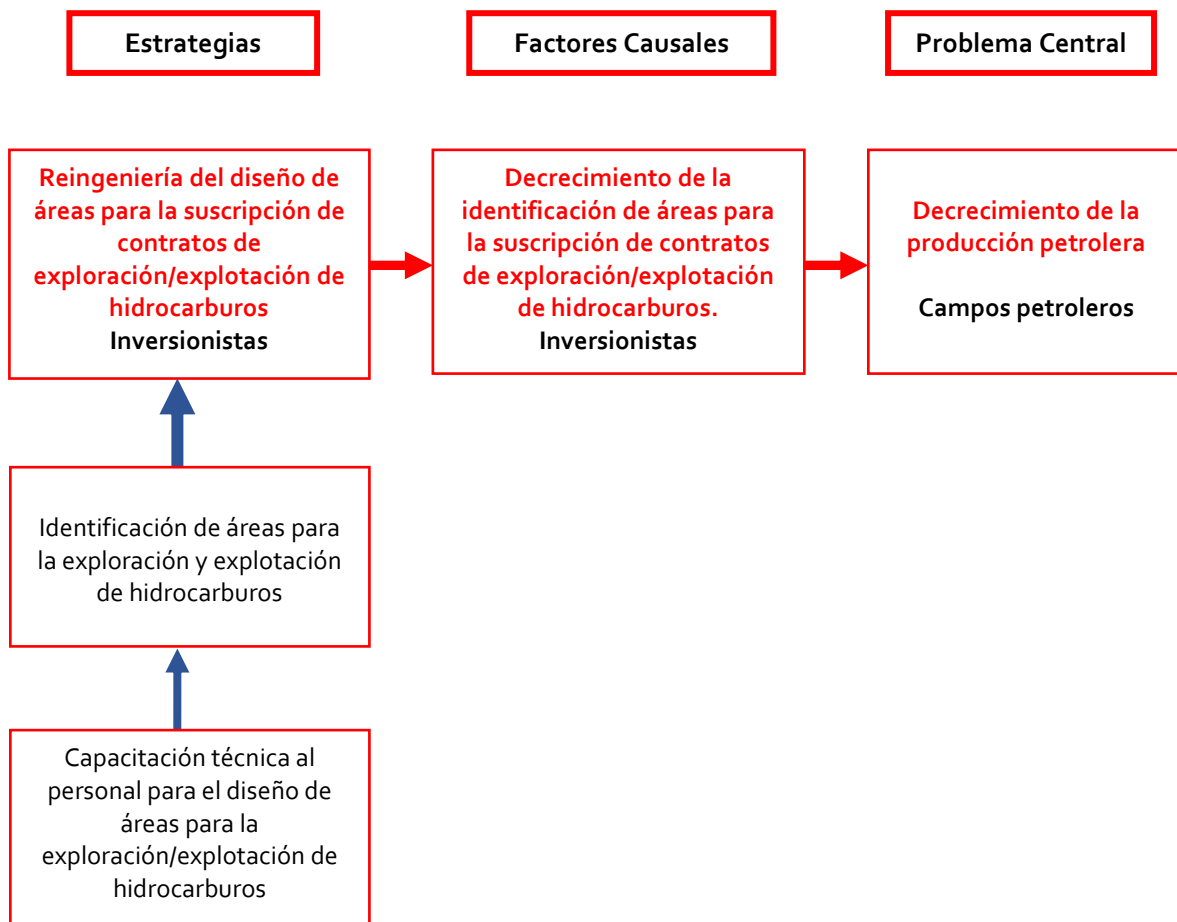 Estrategias
Factores Causales
Problema Central
Reingeniería del diseño de
áreas para la suscripción de
contratos de
exploración/explotación de
hidrocarburos
Inversionistas
Decrecimiento de la
identificación de áreas para
la suscripción de contratos
de exploración/explotación
de hidrocarburos.
Inversionistas
Decrecimiento de la
producción petrolera
Campos petroleros
Identificación de áreas para
la exploración y explotación
de hidrocarburos
Capacitación técnica al
personal para el diseño de
áreas para la
exploración/explotación de
hidrocarburos